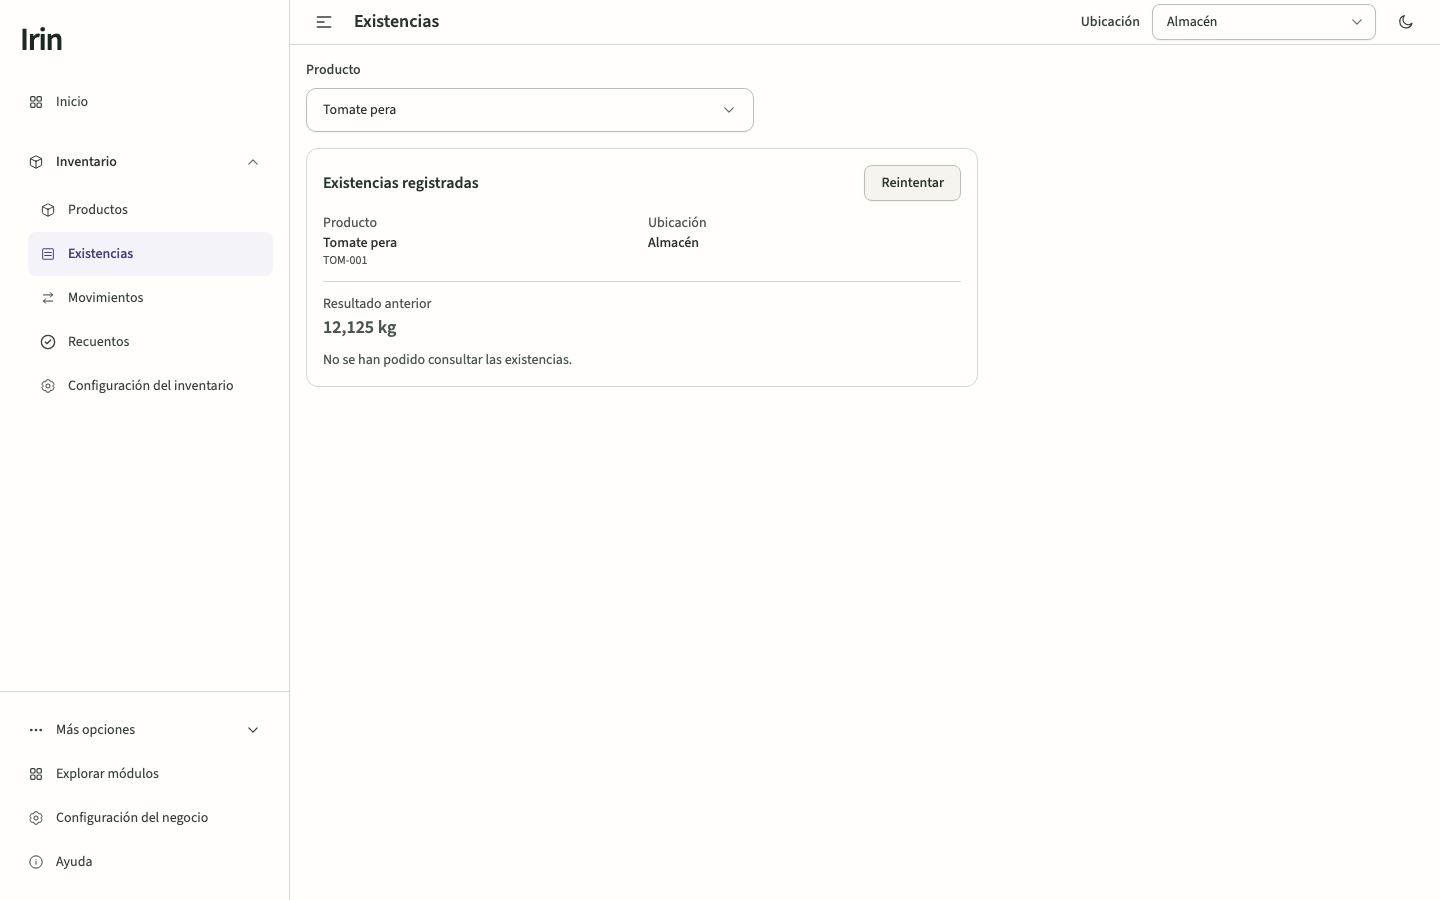 Irin
Inicio
Inventario
Productos
Existencias
Movimientos
Recuentos
Configuración del inventario
Más opciones
Explorar módulos
Configuración del negocio
Ayuda
Existencias
Ubicación
Almacén
Producto
Tomate pera
Existencias registradas
Reintentar
Producto
Tomate pera
TOM-001
Ubicación
Almacén
Resultado anterior
12,125 kg
No se han podido consultar las existencias.